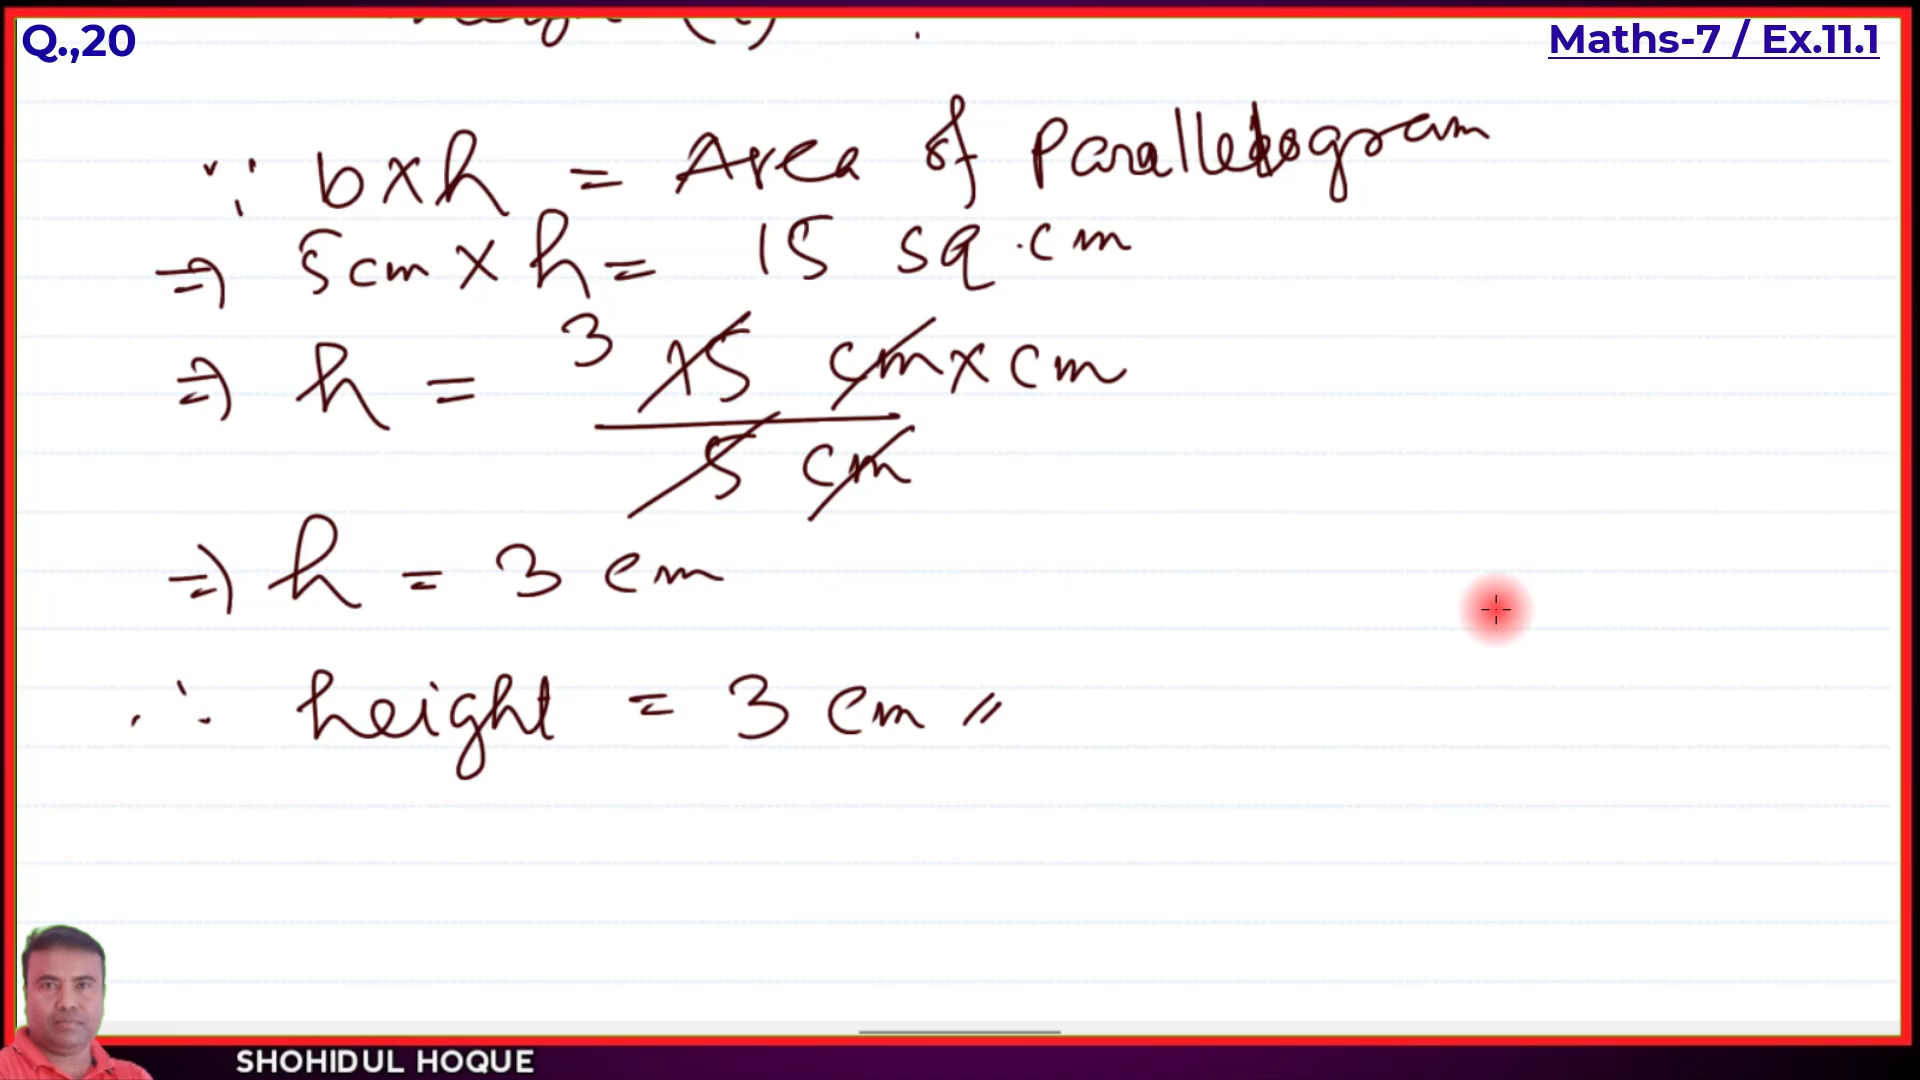 Q.,20
Maths-7 / Ex.11.1
∵ b×h = Area of Parallelogram
⇒ 5cm × h = 15 sq.cm
⇒ h = 3 15 cm×cm
5 cm
⇒ h = 3 cm
∴ height = 3 cm //
SHOHIDUL HOQUE